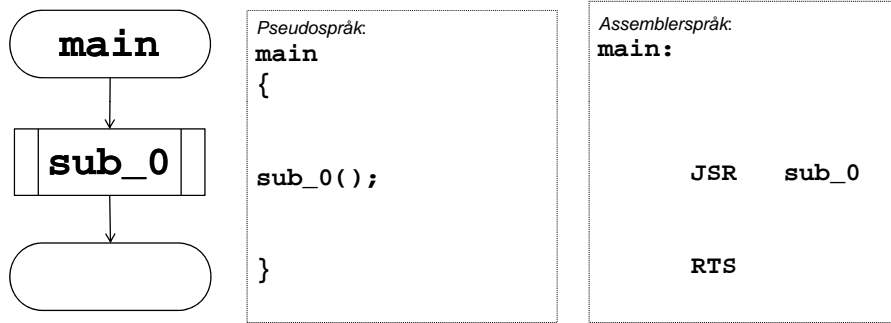 main
sub_0
Pseudospråk:
main
{
sub_0();
}
Assemblerspråk:
main:
JSR sub_0
RTS